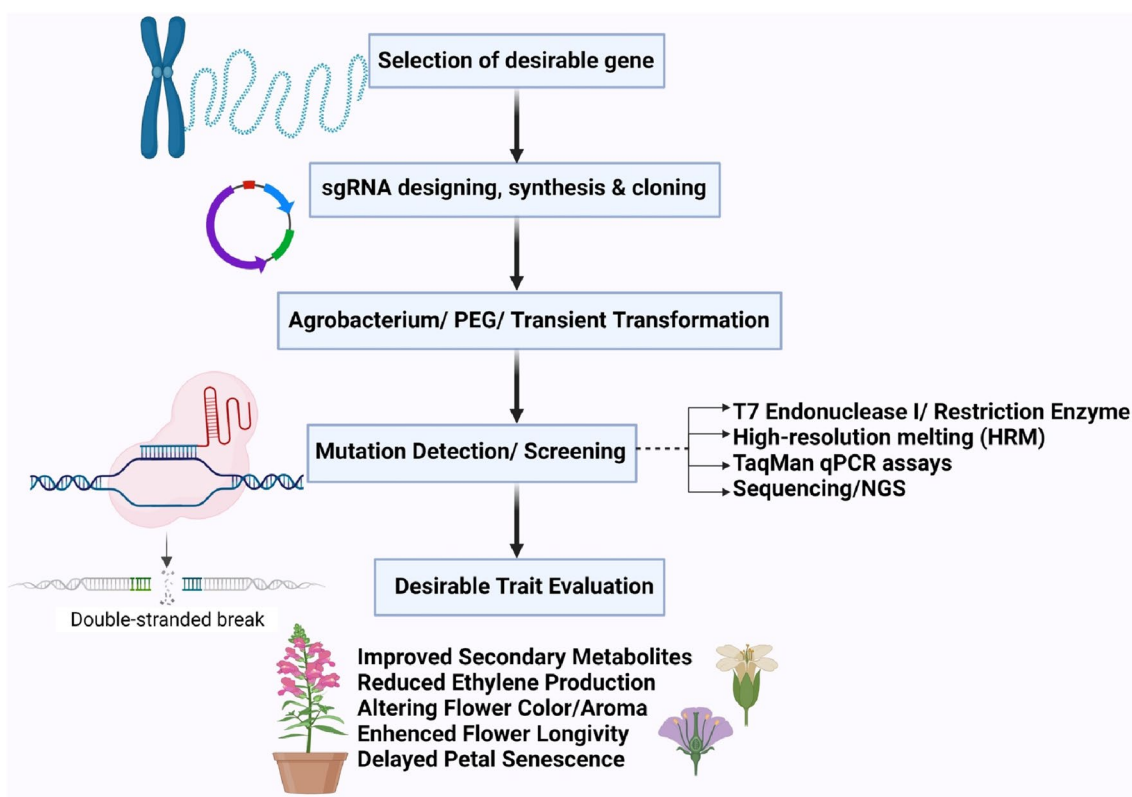 Selection of desirable gene
sgRNA designing, synthesis & cloning
Agrobacterium/ PEG/ Transient Transformation
Mutation Detection/ Screening
T7 Endonuclease I/ Restriction Enzyme
High-resolution melting (HRM)
TaqMan qPCR assays
Sequencing/NGS
Desirable Trait Evaluation
Double-stranded break
Improved Secondary Metabolites
Reduced Ethylene Production
Altering Flower Color/Aroma
Enhenced Flower Longivity
Delayed Petal Senescence